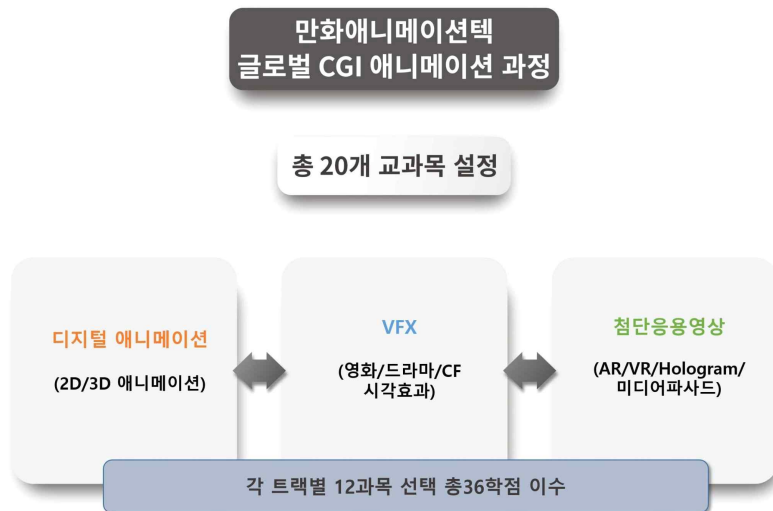 만화애니메이션텍
글로벌 CGI 애니메이션 과정
총 20개 교과목 설정
디지털 애니메이션
(2D/3D 애니메이션)
VFX
(영화/드라마/CF
시각효과)
첨단응용영상
(AR/VR/Hologram/
미디어파사드)
각 트랙별 12과목 선택 총36학점 이수